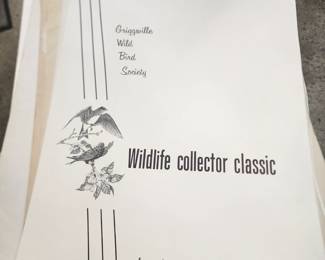 Griggsville
Wild
Bird
Society
Wildlife collector classic